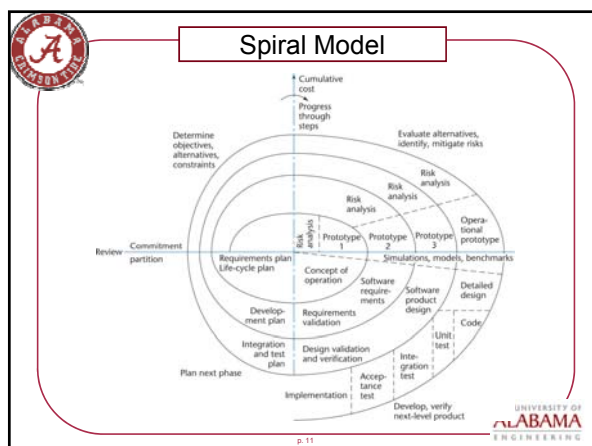 ALABAMA
A
CRIMSON TIDE
Spiral Model
Cumulative
cost
Progress
through
steps
Determine
objectives,
alternatives,
constraints
Evaluate alternatives,
identify, mitigate risks
Risk
analysis
Risk
analysis
Risk
analysis
Risk
analysis
Prototype
1
Prototype
2
Prototype
3
Opera-
tional
prototype
Review
Commitment
partition
Requirements plan
Life-cycle plan
Simulations, models, benchmarks
Concept of
operation
Software
require-
ments
Software
product
design
Detailed
design
Develop-
ment plan
Requirements
validation
Code
Unit
test
Integration
and test
plan
Design validation
and verification
Inte-
gration
test
Accep-
tance
test
Implementation
Plan next phase
Develop, verify
next-level product
UNIVERSITY OF
ALABAMA
ENGINEERING
p. 11